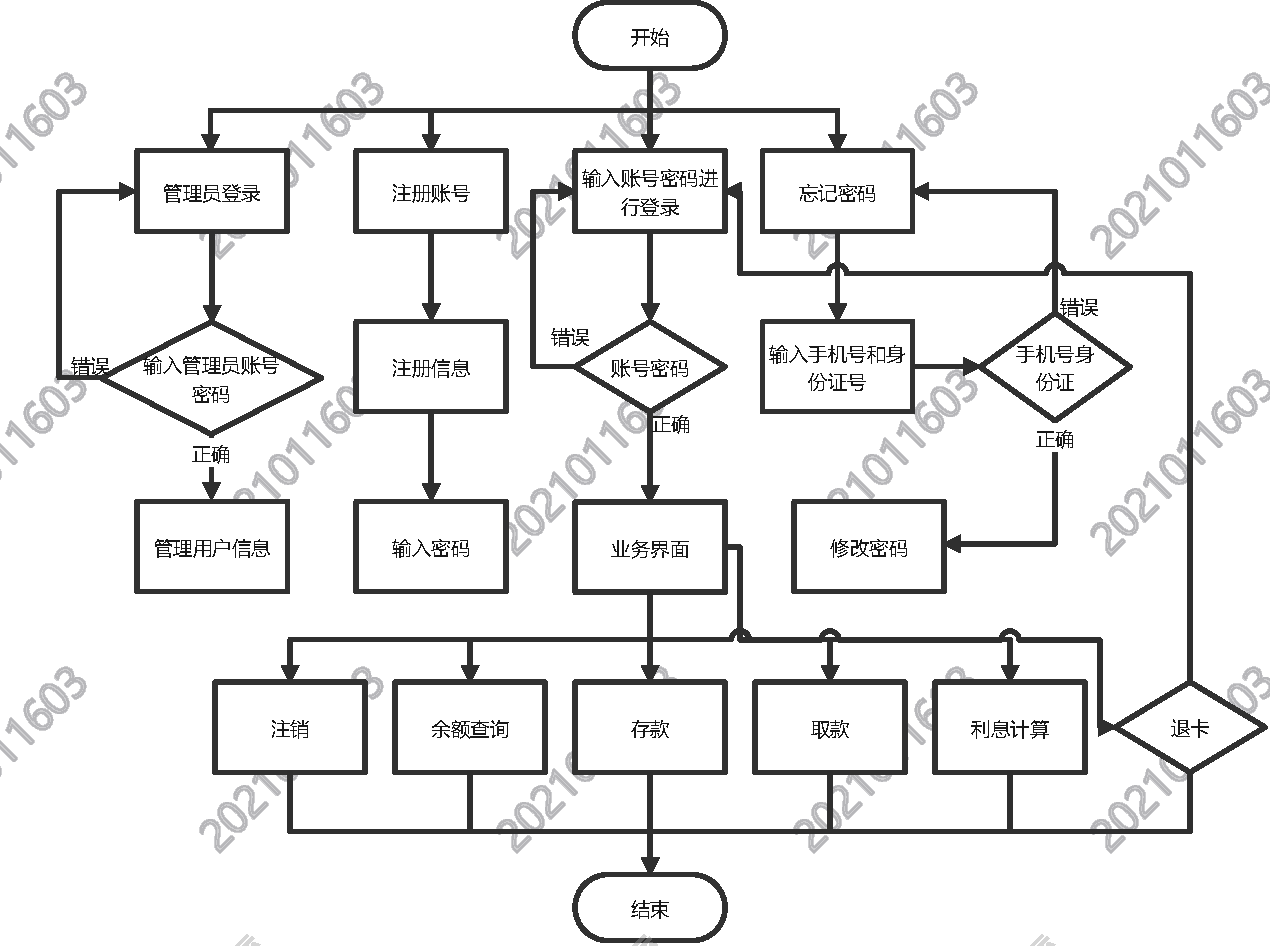 开始
管理员登录
注册账号
输入账号密码进
行登录
忘记密码
错误
输入管理员账号
密码
注册信息
错误
账号密码
输入手机号和身
份证号
错误
手机号身
份证
正确
正确
正确
管理用户信息
输入密码
业务界面
修改密码
注销
余额查询
存款
取款
利息计算
退卡
结束
2021011603
2021011603
2021011603
2021011603
2021011603
2021011603
2021011603
2021011603
2021011603
2021011603
2021011603
2021011603